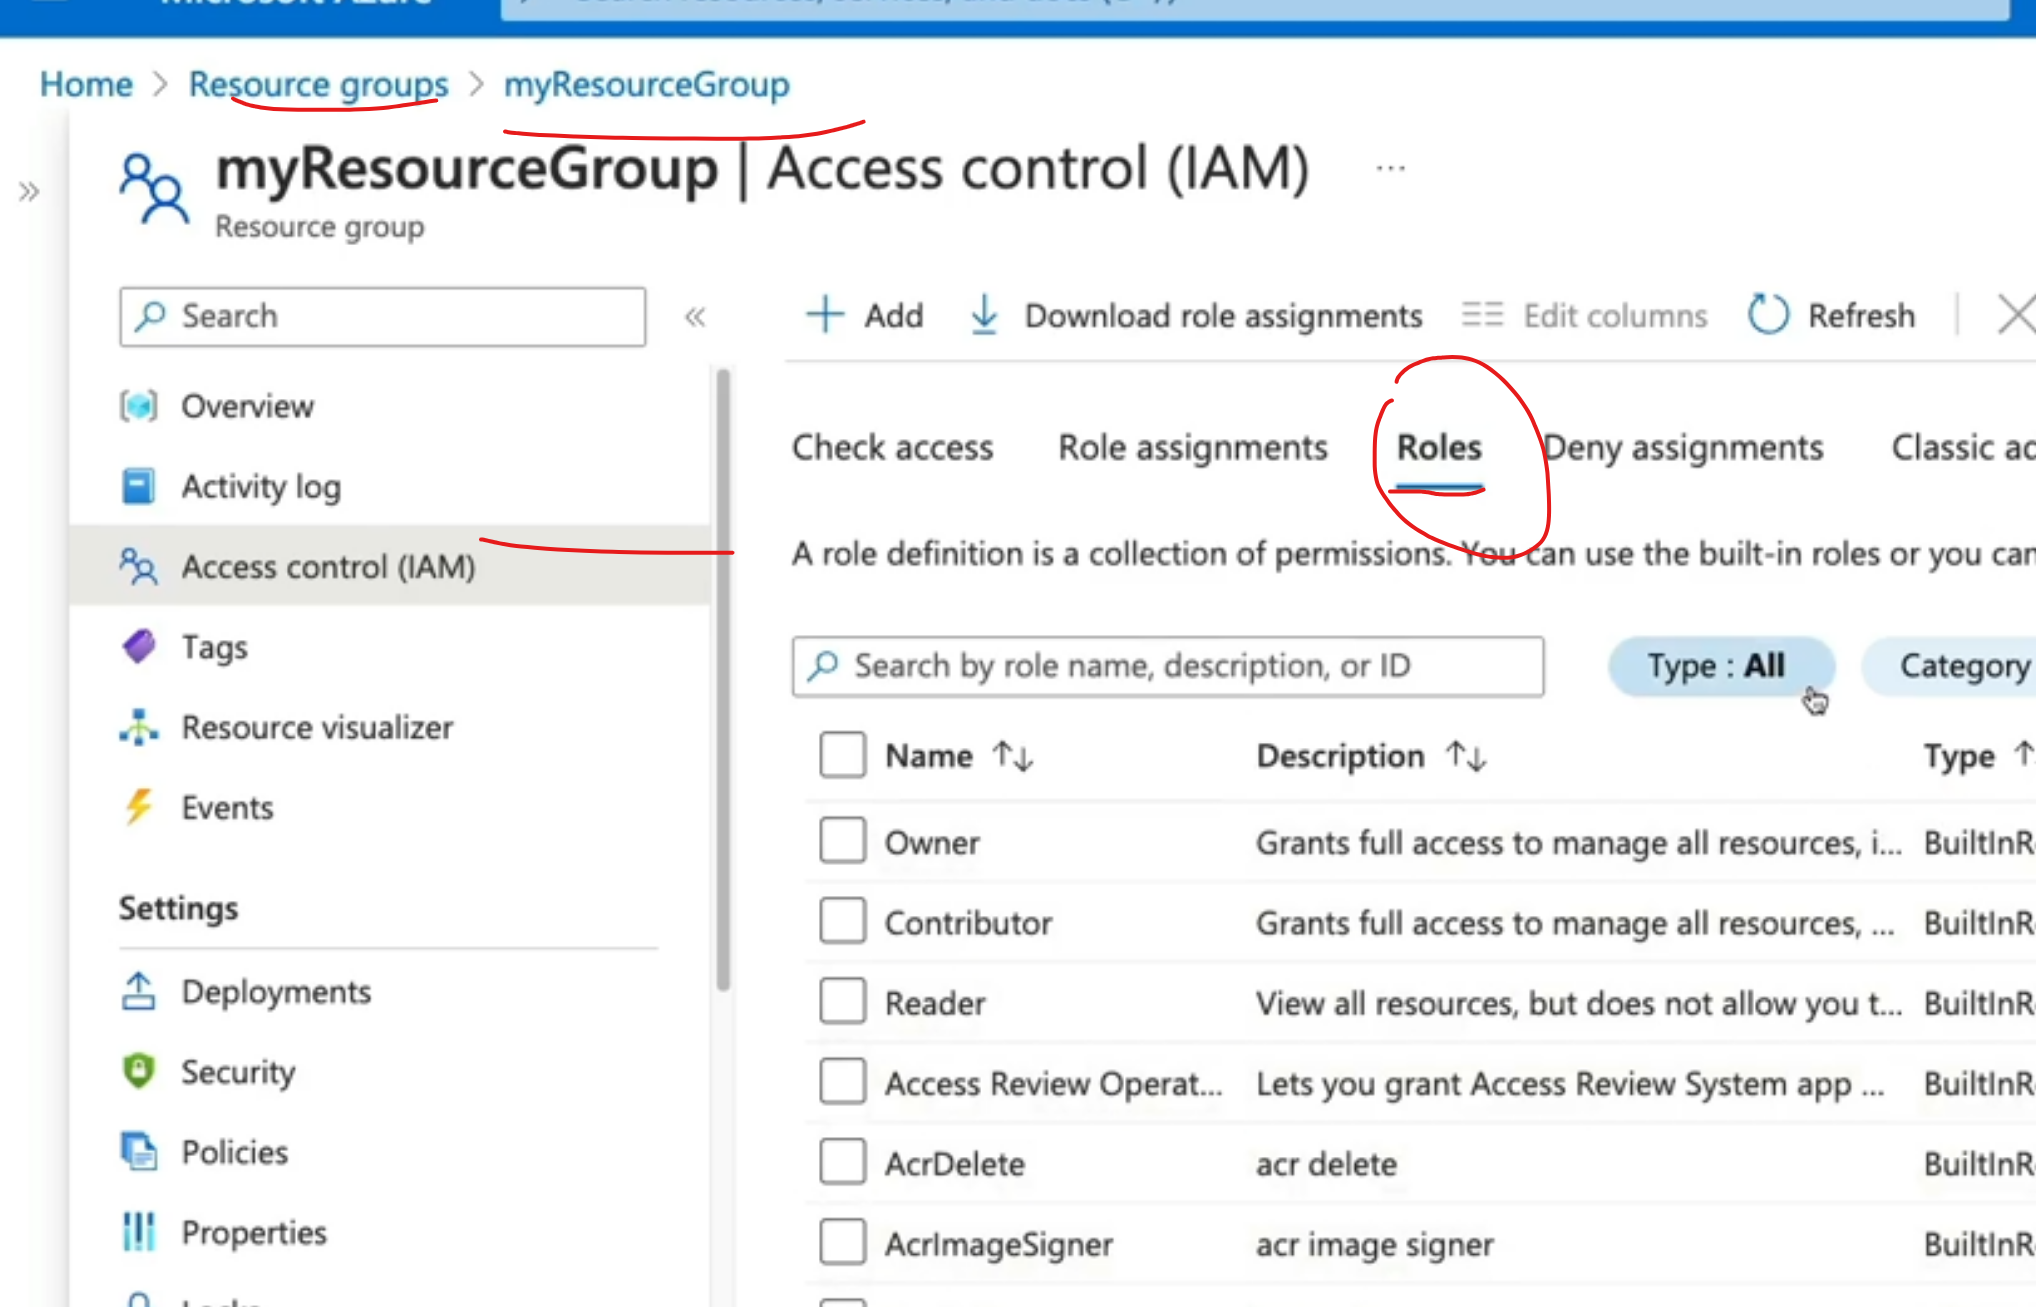 Microsoft Azure
Home > Resource groups > myResourceGroup
myResourceGroup | Access control (IAM) ...
Resource group
Search
Add Download role assignments Edit columns Refresh
Overview
Activity log
Access control (IAM)
Tags
Resource visualizer
Events
Settings
Deployments
Security
Policies
Properties
Check access Role assignments Roles Deny assignments Classic
A role definition is a collection of permissions. You can use the built-in roles or you can
Search by role name, description, or ID Type : All Category
Name Description Type
Owner Grants full access to manage all resources, i... BuiltInR
Contributor Grants full access to manage all resources, ... BuiltInR
Reader View all resources, but does not allow you t... BuiltInR
Access Review Operat... Lets you grant Access Review System app ... BuiltInR
AcrDelete acr delete BuiltInR
AcrImageSigner acr image signer BuiltInR